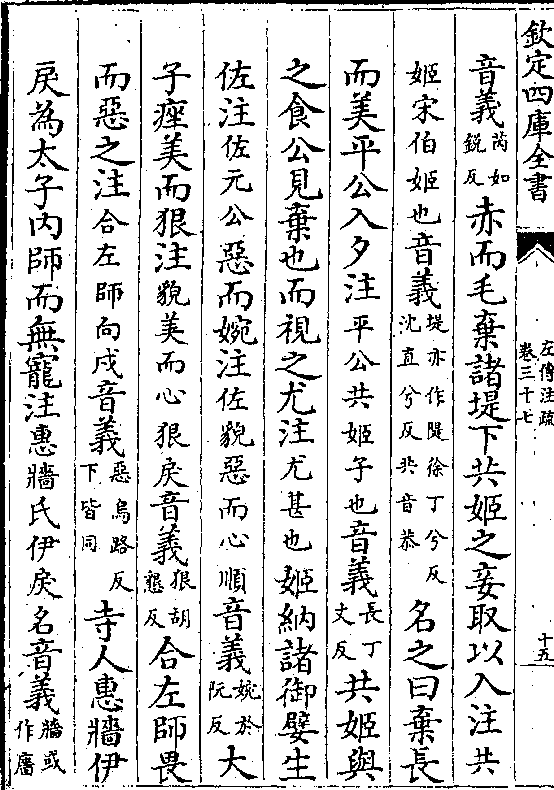 欽定四庫全書
左傳注疏
卷三十七
十五
音義芮如
銳反赤而毛棄諸堤下共姬之妾取以入注共
姬宋伯姬也音義堤亦作隄徐丁兮反
沈直兮反共音恭名之曰棄長
而美平公入夕注平公共姬子也音義長丁
丈反共姬與
之食公見棄也而視之尤注尤甚也姬納諸御嬖生
佐注佐元公惡而婉注佐貌惡而心順音義婉於
阮反大
子痤美而狠注貌美而心狠戾音義狠胡
懇反合左師畏
而惡之注合左師向戌音義惡烏路反
下皆同寺人惠牆伊
戾為太子內師而無寵注惠牆氏伊戾名音義牆或
作廧